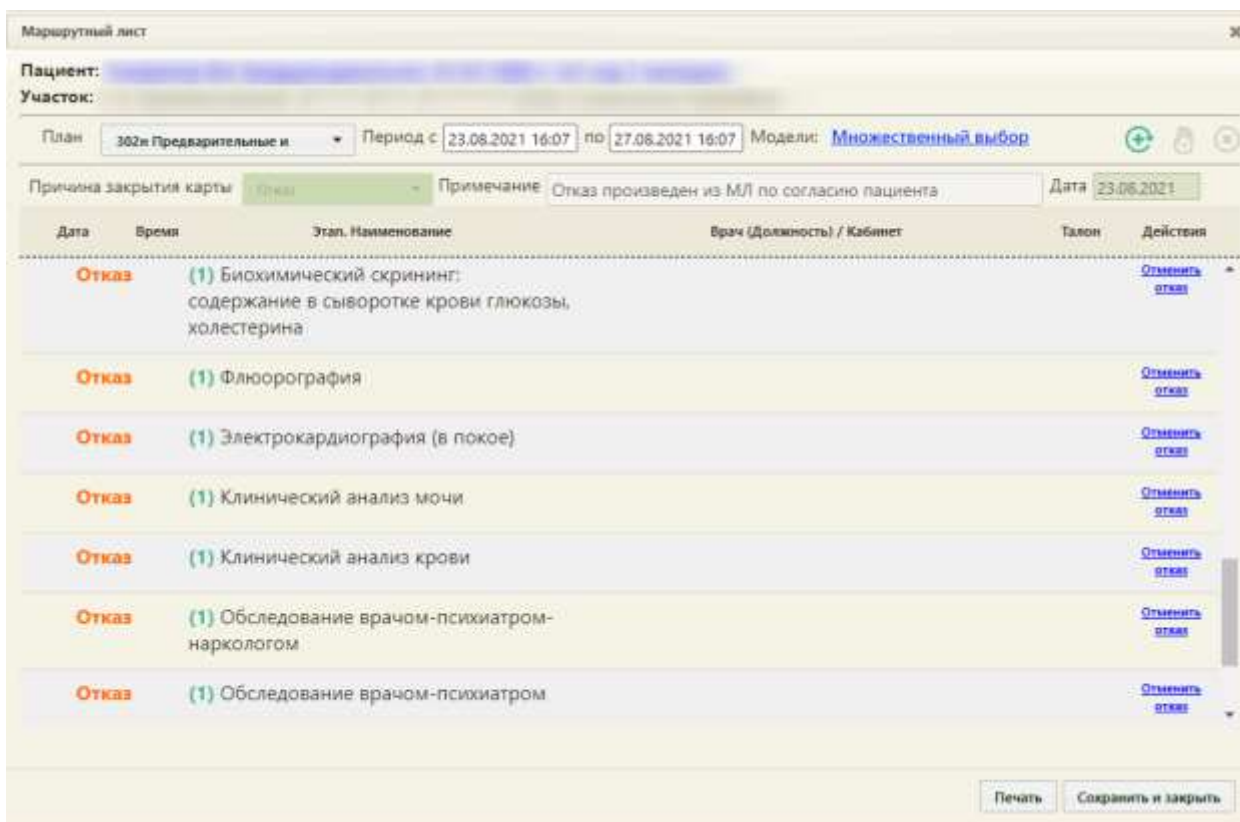 Маршрутный лист
Пациент:
Участок:
План 302н Предварительные и Период с 23.08.2021 16:07 по 27.08.2021 16:07 Модели: Множественный выбор
Причина закрытия карты Отказ Примечание Отказ произведен из МЛ по согласию пациента Дата 23.08.2021
Дата Время Этап. Наименование Врач (Должность) / Кабинет Талон Действия
Отказ (1) Биохимический скрининг: Отменить
содержание в сыворотке крови глюкозы, отказ
холестерина
Отказ (1) Флюорография Отменить
отказ
Отказ (1) Электрокардиография (в покое) Отменить
отказ
Отказ (1) Клинический анализ мочи Отменить
отказ
Отказ (1) Клинический анализ крови Отменить
отказ
Отказ (1) Обследование врачом-психиатром- Отменить
наркологом отказ
Отказ (1) Обследование врачом-психиатром Отменить
отказ
Печать Сохранить и закрыть